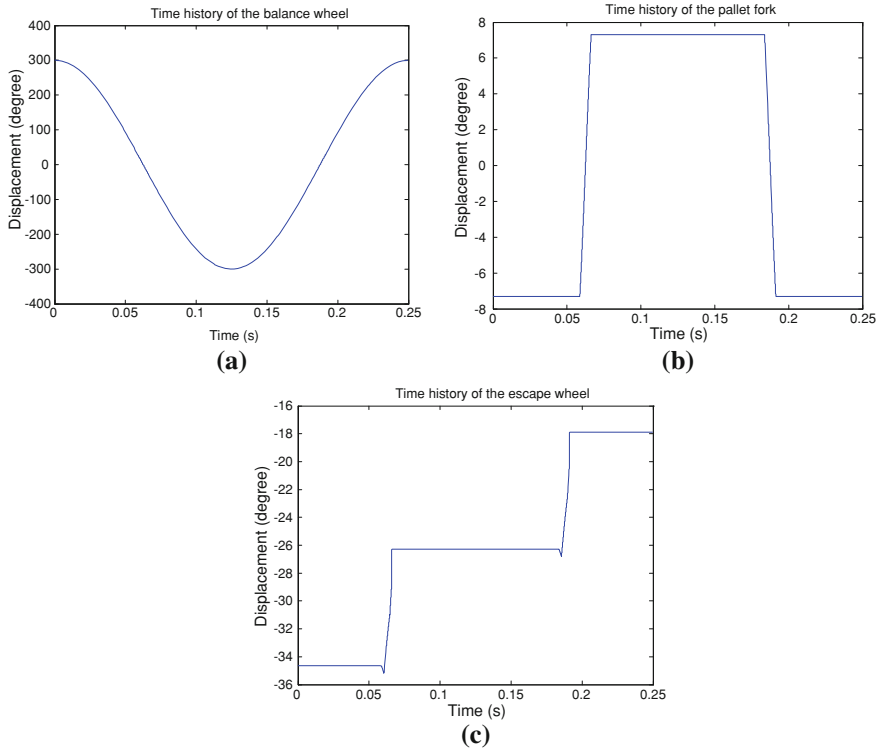 Time history of the balance wheel
400
300
200
100
0
-100
-200
-300
-400
Displacement (degree)
0 0.05 0.1 0.15 0.2 0.25
Time (s)
(a)
Time history of the pallet fork
8
6
4
2
0
-2
-4
-6
-8
Displacement (degree)
0 0.05 0.1 0.15 0.2 0.25
Time (s)
(b)
Time history of the escape wheel
-16
-18
-20
-22
-24
-26
-28
-30
-32
-34
-36
Displacement (degree)
0 0.05 0.1 0.15 0.2 0.25
Time (s)
(c)